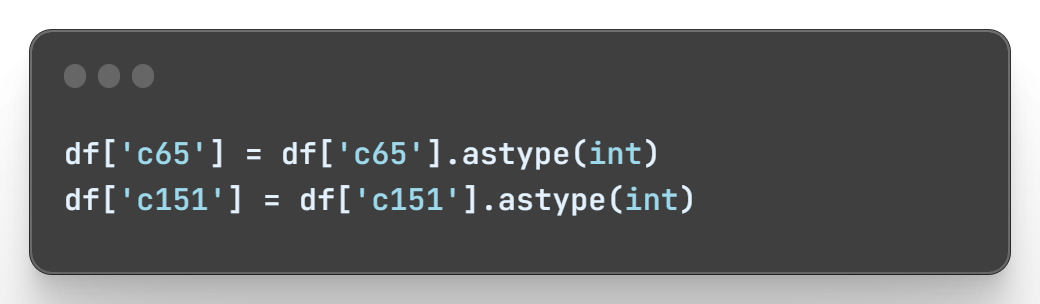 df['c65'] = df['c65'].astype(int)
df['c151'] = df['c151'].astype(int)